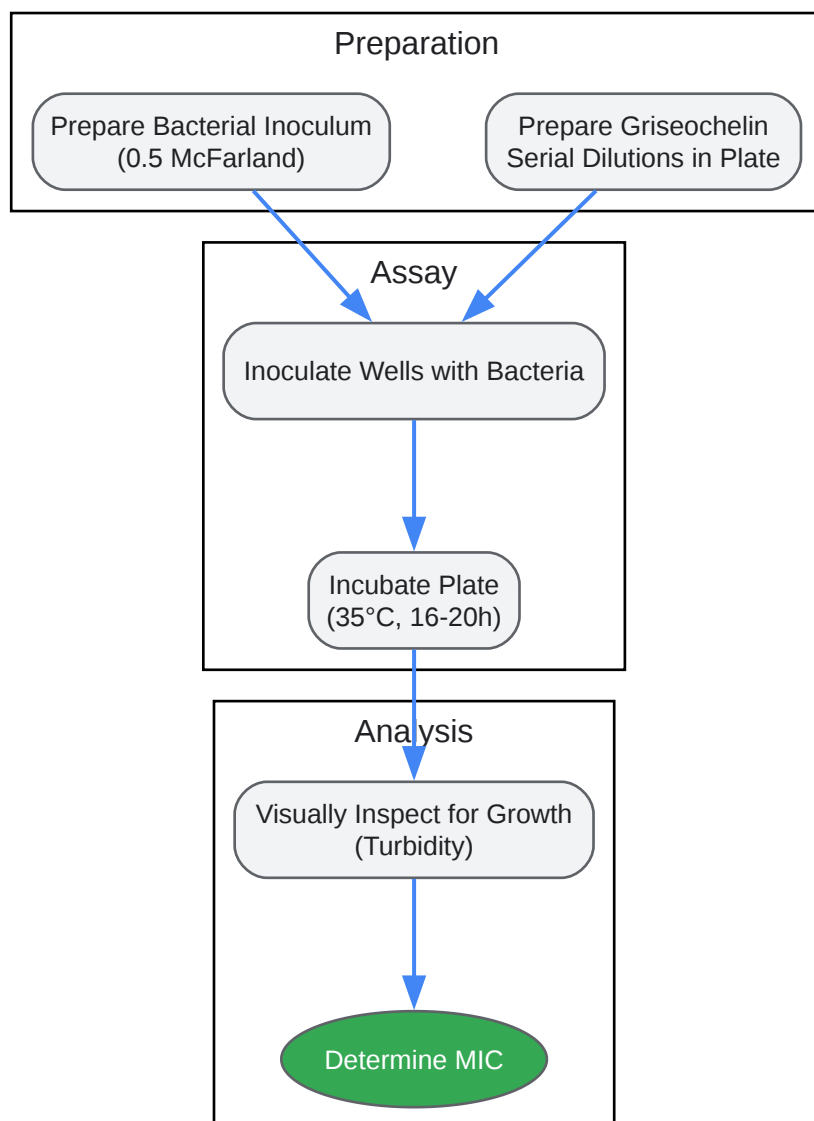 Preparation
Prepare Bacterial Inoculum
(0.5 McFarland)
Prepare Griseochelin
Serial Dilutions in Plate
Assay
Inoculate Wells with Bacteria
Incubate Plate
(35°C, 16-20h)
Analysis
Visually Inspect for Growth
(Turbidity)
Determine MIC